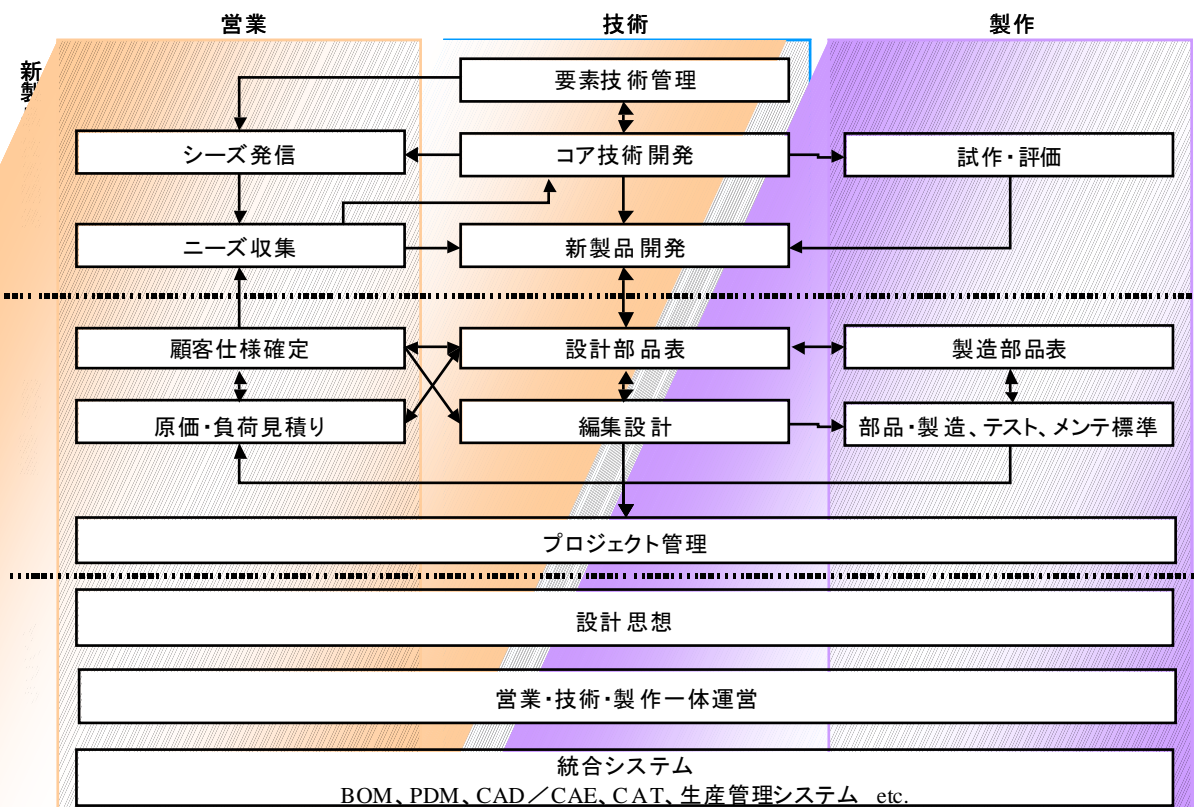 営業
技術
製作
新製
要素技術管理
シーズ発信
コア技術開発
試作・評価
ニーズ収集
新製品開発
顧客仕様確定
設計部品表
製造部品表
原価・負荷見積り
編集設計
部品・製造、テスト、メンテ標準
プロジェクト管理
設計思想
営業・技術・製作一体運営
統合システム
BOM、PDM、CAD／CAE、CAT、生産管理システム etc.